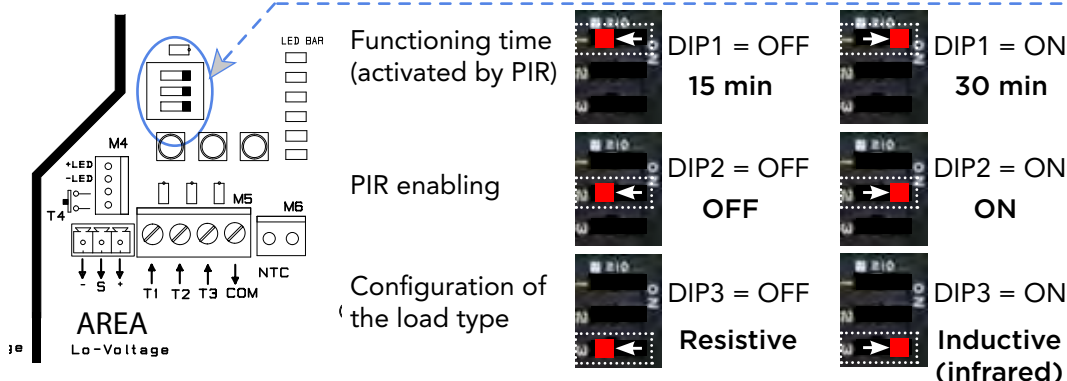 LED BAR
M4
+LED
-LED
T4
M5
M6
- S +
T1 T2 T3 COM
NTC
AREA
Lo-Voltage
Functioning time
(activated by PIR)
DIP1 = OFF
15 min
DIP1 = ON
30 min
PIR enabling
DIP2 = OFF
OFF
DIP2 = ON
ON
Configuration of
the load type
DIP3 = OFF
Resistive
DIP3 = ON
Inductive
(infrared)